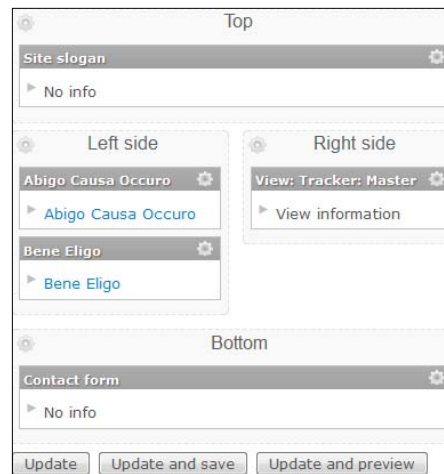 Top
Site slogan
No info
Left side
Abigo Causa Occuro
Abigo Causa Occuro
Bene Eligo
Bene Eligo
Right side
View: Tracker: Master
View information
Bottom
Contact form
No info
Update
Update and save
Update and preview